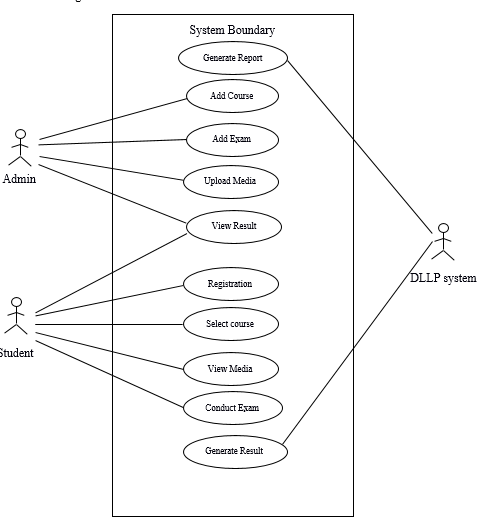 System Boundary
Generate Report
Add Course
Add Exam
Upload Media
Admin
View Result
DLLP system
Registration
Select course
Student
View Media
Conduct Exam
Generate Result